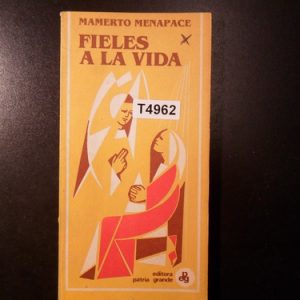 MAMERTO MENAPACE
FIELES
A LA VIDA
T4962
editora
patria grande